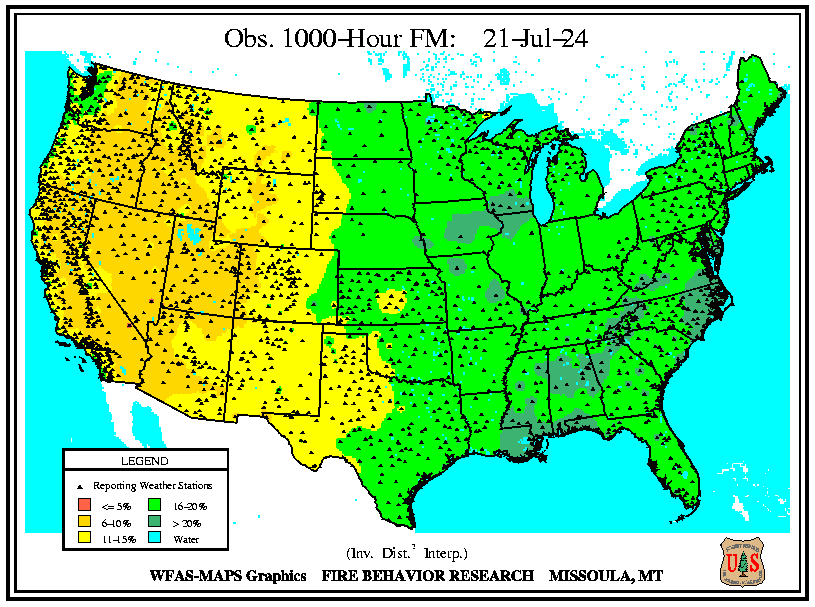 Obs. 1000-Hour FM: 21-Jul-24
LEGEND
Reporting Weather Stations
<= 5%
16-20%
6-10%
> 20%
11-15%
Water
(Inv. Dist.² Interp.)
WFAS-MAPS Graphics FIRE BEHAVIOR RESEARCH MISSOULA, MT
U S